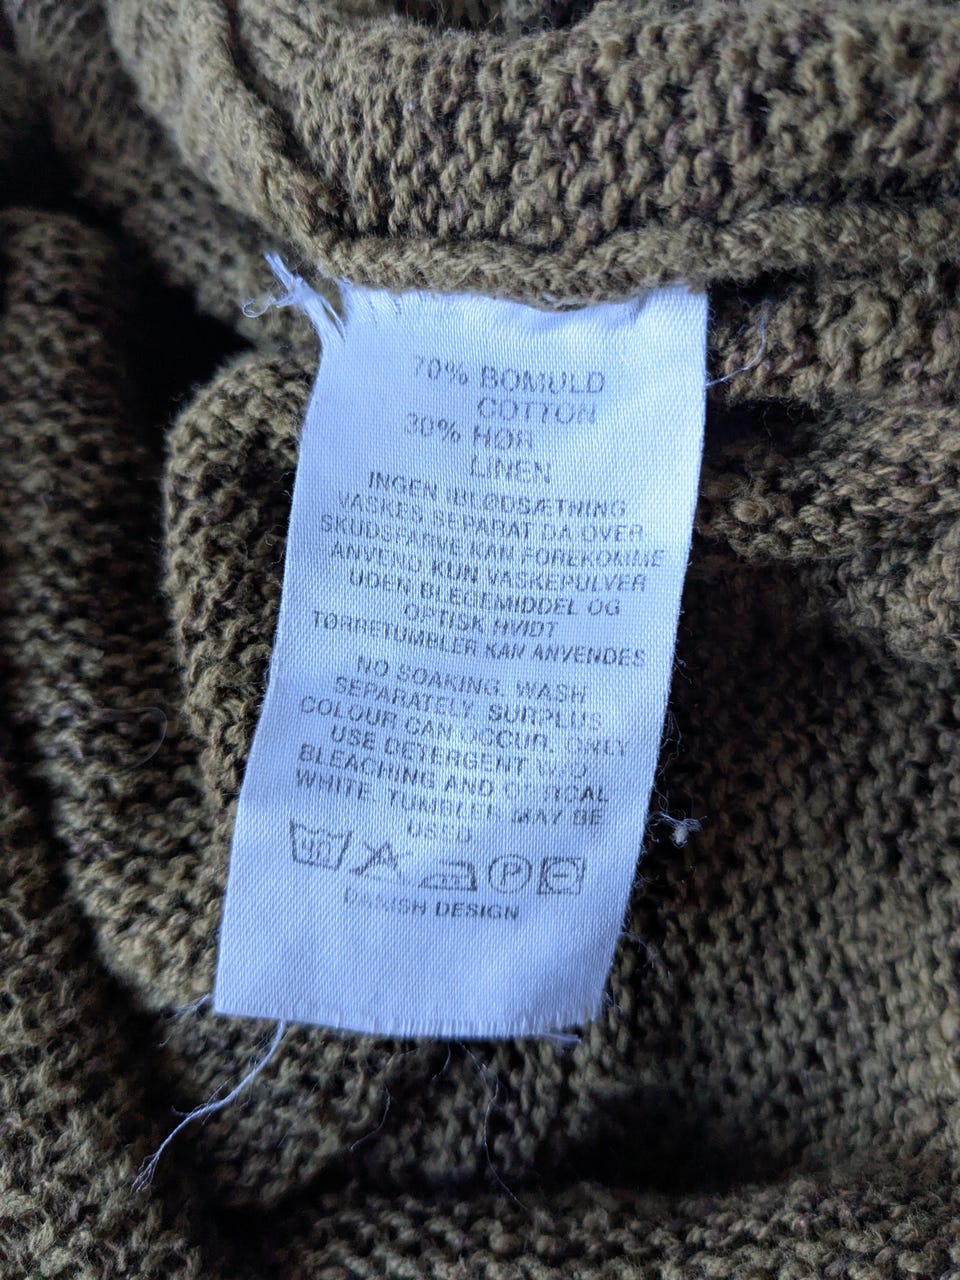 70% BOMULD
COTTON
30% HØR
LINEN
INGEN IBLØDSÆTNING
VASKES SEPARAT DA OVER
SKUDSFARVE KAN FOREKOMME
ANVEND KUN VASKEPULVER
UDEN BLEGEMIDDEL OG
OPTISK HVIDT
TØRRETUMBLER KAN ANVENDES
NO SOAKING. WASH
SEPARATELY. SURPLUS
COLOUR CAN OCCUR. ONLY
USE DETERGENT W/O
BLEACHING AND OPTICAL
WHITE. TUMBLER MAY BE
USED
40
P
DANISH DESIGN